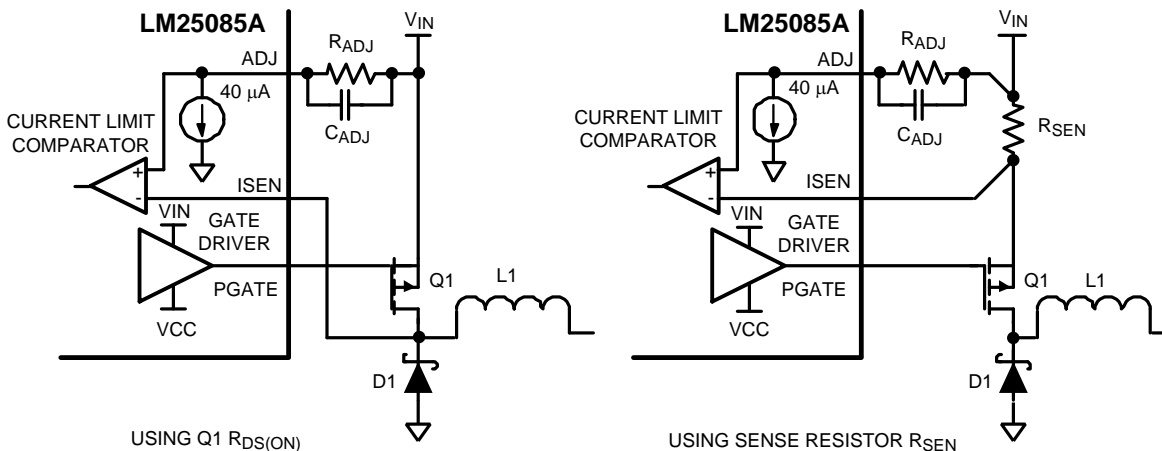 LM25085A
VIN
RADJ
ADJ
40 μA
CADJ
CURRENT LIMIT
COMPARATOR
+
-
ISEN
VIN
GATE
DRIVER
PGATE
VCC
Q1
L1
D1
USING Q1 RDS(ON)
LM25085A
VIN
RADJ
ADJ
40 μA
CADJ
RSEN
CURRENT LIMIT
COMPARATOR
+
-
ISEN
VIN
GATE
DRIVER
PGATE
VCC
Q1
L1
D1
USING SENSE RESISTOR RSEN